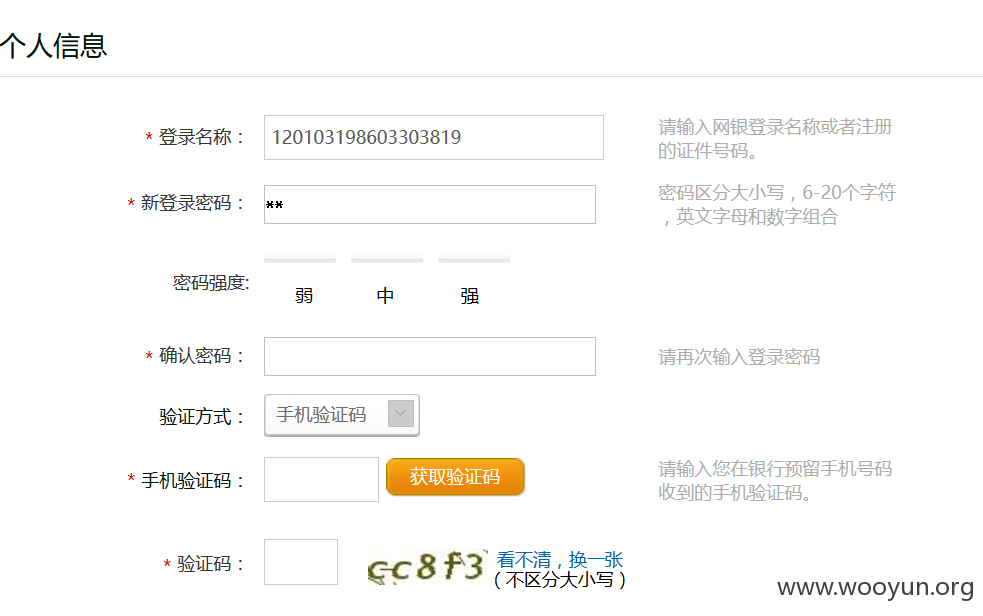 个人信息
* 登录名称： 120103198603303819 请输入网银登录名称或者注册
的证件号码。
* 新登录密码： ** 密码区分大小写，6-20个字符
，英文字母和数字组合
密码强度:
弱 中 强
* 确认密码： 请再次输入登录密码
验证方式： 手机验证码
* 手机验证码： 获取验证码 请输入您在银行预留手机号码
收到的手机验证码。
* 验证码： cc8f3 看不清，换一张
（不区分大小写）
www.wooyun.org